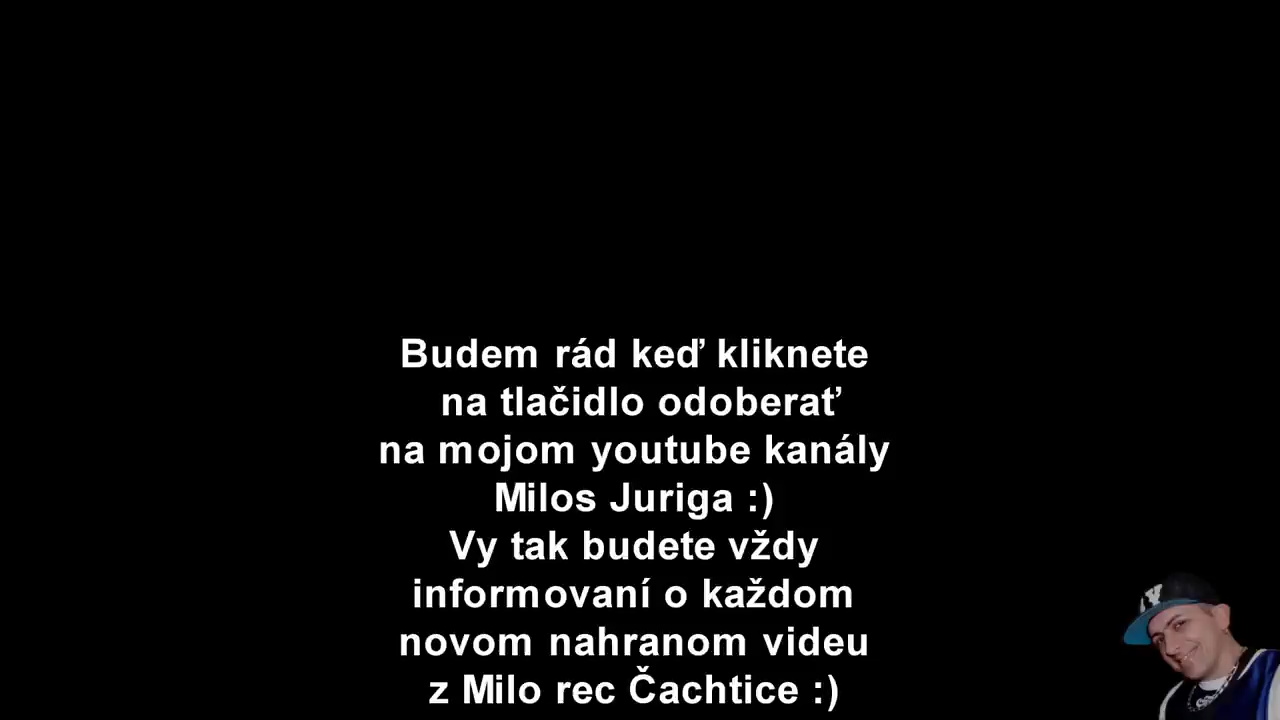 Budem rád keď kliknete
na tlačidlo odoberať
na mojom youtube kanály
Milos Juriga :)
Vy tak budete vždy
informovaní o každom
novom nahranom videu
z Milo rec Čachtice :)